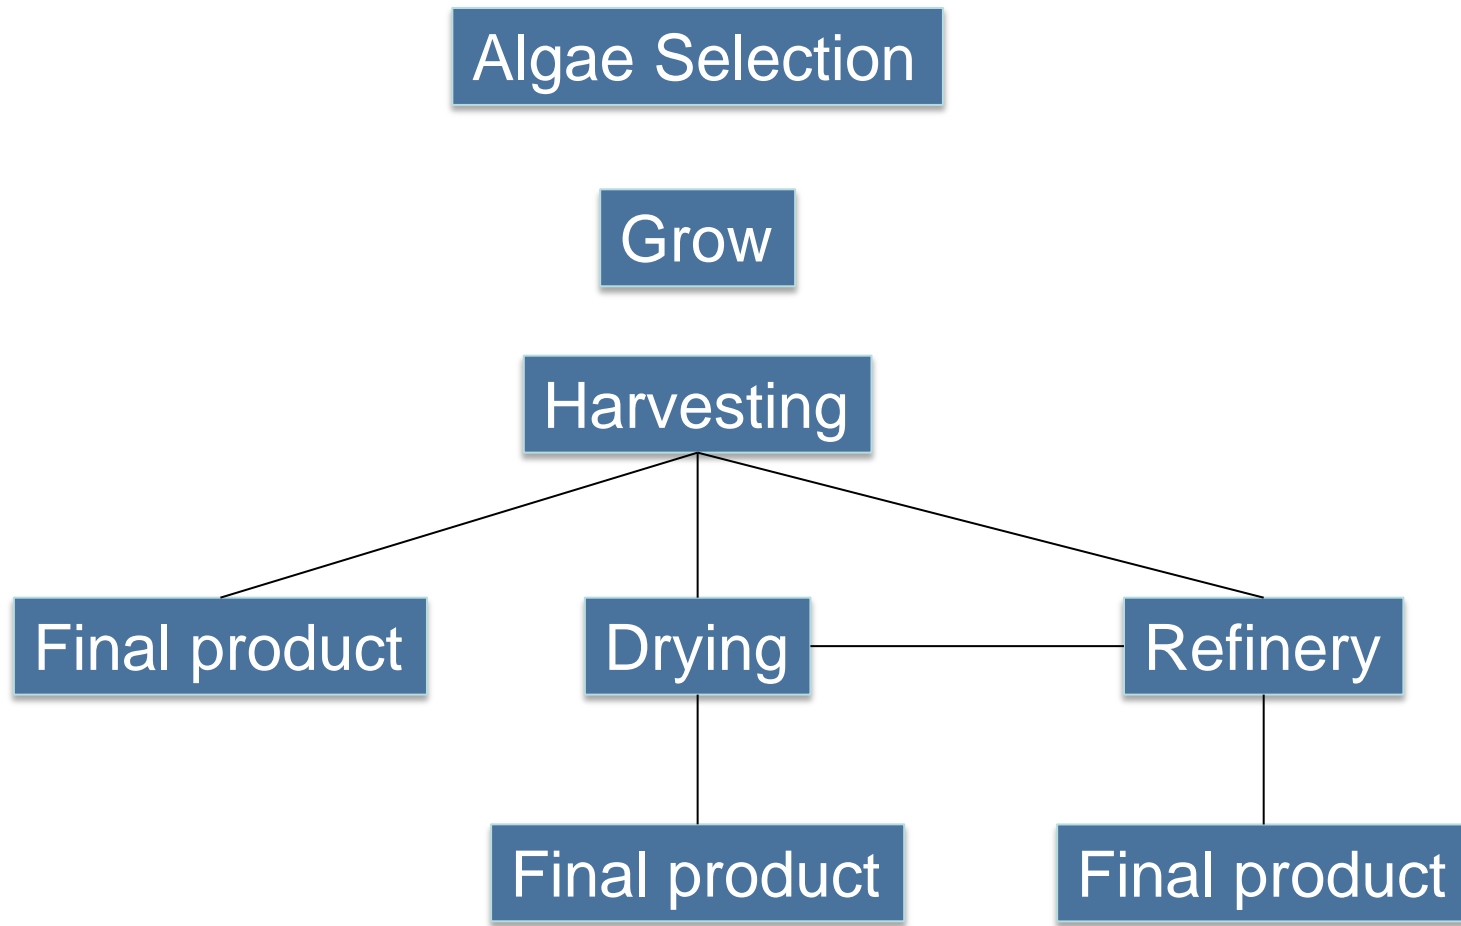 Algae Selection
Grow
Harvesting
Final product
Drying
Refinery
Final product
Final product